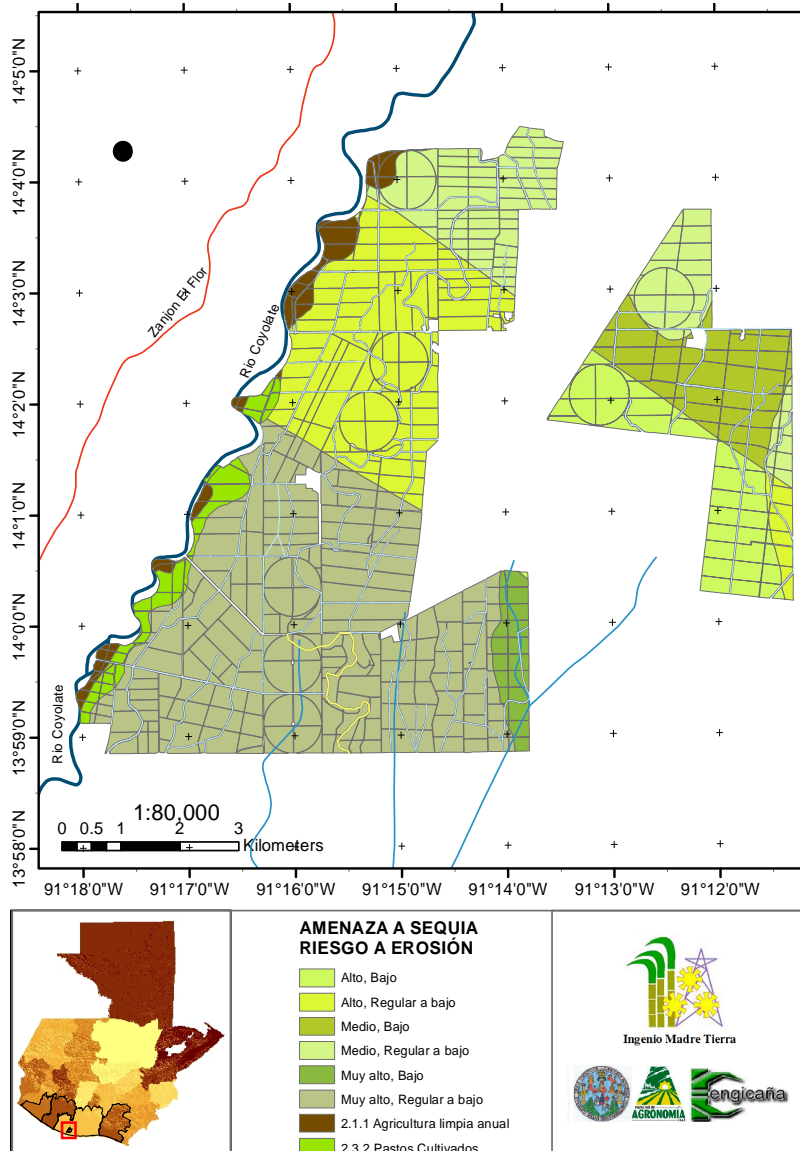 14°5'0"N
14°4'0"N
14°3'0"N
14°2'0"N
14°1'0"N
14°0'0"N
13°59'0"N
13°58'0"N
Zanjon El Flor
Rio Coyolate
Rio Coyolate
1:80,000
0 0.5 1 2 3
Kilometers
91°18'0"W 91°17'0"W 91°16'0"W 91°15'0"W 91°14'0"W 91°13'0"W 91°12'0"W
AMENAZA A SEQUIA
RIESGO A EROSIÓN
Alto, Bajo
Alto, Regular a bajo
Medio, Bajo
Medio, Regular a bajo
Muy alto, Bajo
Muy alto, Regular a bajo
2.1.1 Agricultura limpia anual
2.3.2 Pastos Cultivados
Ingenio Madre Tierra
AGRONOMIA
engicaña